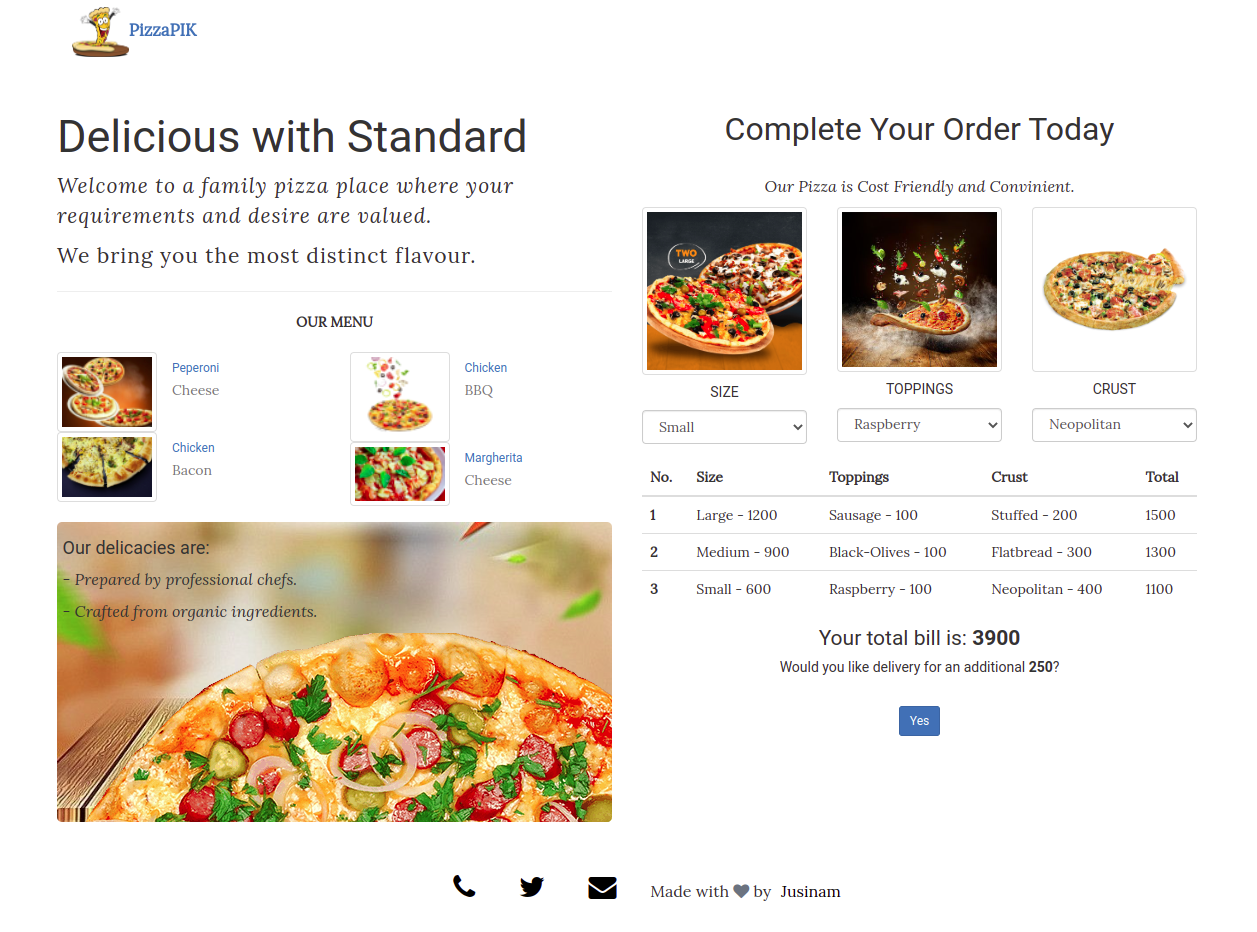 PizzaPIK
Delicious with Standard
Welcome to a family pizza place where your
requirements and desire are valued.
We bring you the most distinct flavour.
OUR MENU
Peperoni
Cheese
Chicken
BBQ
Chicken
Bacon
Margherita
Cheese
Our delicacies are:
- Prepared by professional chefs.
- Crafted from organic ingredients.
Complete Your Order Today
Our Pizza is Cost Friendly and Convinient.
TWO
LARGE
SIZE
TOPPINGS
CRUST
Small
Raspberry
Neopolitan
No. Size Toppings Crust Total
1 Large - 1200 Sausage - 100 Stuffed - 200 1500
2 Medium - 900 Black-Olives - 100 Flatbread - 300 1300
3 Small - 600 Raspberry - 100 Neopolitan - 400 1100
Your total bill is: 3900
Would you like delivery for an additional 250?
Yes
Made with by Jusinam